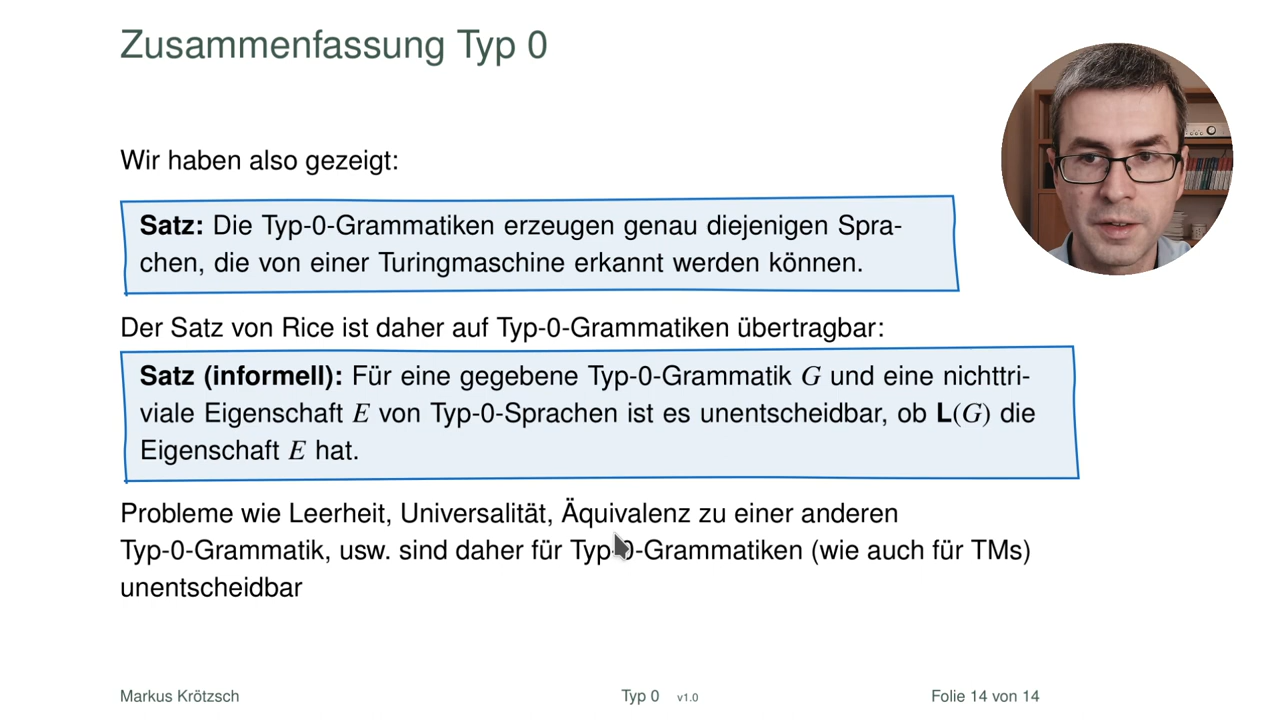 Zusammenfassung Typ 0
Wir haben also gezeigt:
Satz: Die Typ-0-Grammatiken erzeugen genau diejenigen Spra-
chen, die von einer Turingmaschine erkannt werden können.
Der Satz von Rice ist daher auf Typ-0-Grammatiken übertragbar:
Satz (informell): Für eine gegebene Typ-0-Grammatik G und eine nichttri-
viale Eigenschaft E von Typ-0-Sprachen ist es unentscheidbar, ob L(G) die
Eigenschaft E hat.
Probleme wie Leerheit, Universalität, Äquivalenz zu einer anderen
Typ-0-Grammatik, usw. sind daher für Typ-0-Grammatiken (wie auch für TMs)
unentscheidbar
Markus Krötzsch Typ 0 v1.0 Folie 14 von 14